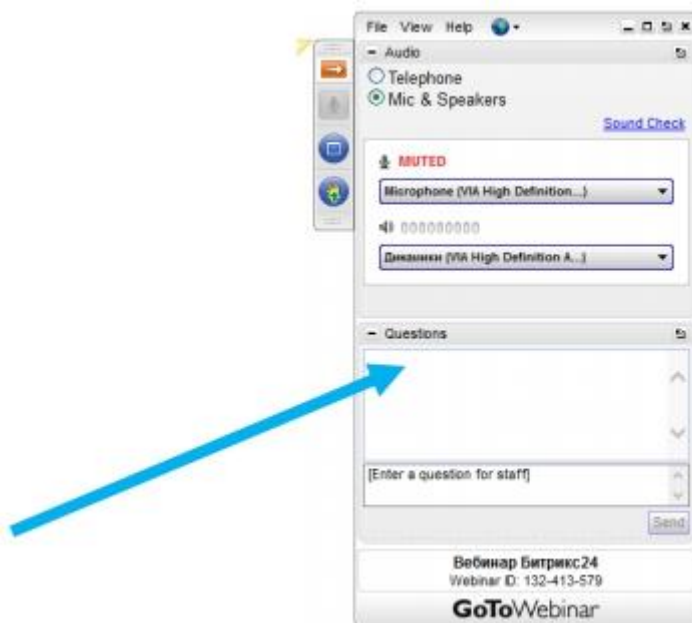 File View Help
Audio
Telephone
Mic & Speakers
Sound Check
MUTED
Microphone (VIA High Definition...)
Динамики (VIA High Definition A...)
Questions
[Enter a question for staff]
Send
Вебинар Битрикс24
Webinar ID: 132-413-579
GoToWebinar